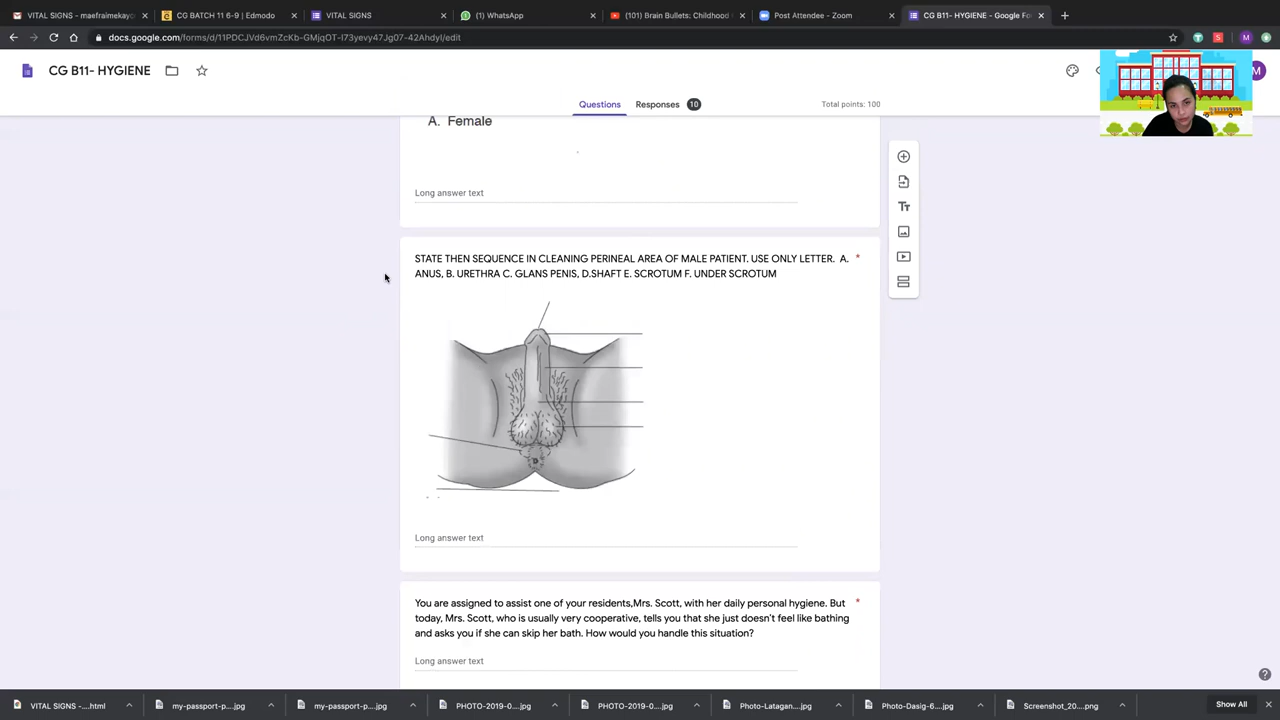 M VITAL SIGNS - maefraimekayo
CG BATCH 11 6-9 | Edmodo
VITAL SIGNS
(1) WhatsApp
(101) Brain Bullets: Childhood
Post Attendee - Zoom
CG B11- HYGIENE - Google Fo
docs.google.com/forms/d/
/edit
CG B11- HYGIENE
M
Questions
Responses 10
Total points: 100
A. Female
Long answer text
STATE THEN SEQUENCE IN CLEANING PERINEAL AREA OF MALE PATIENT. USE ONLY LETTER. A. *
ANUS, B. URETHRA C. GLANS PENIS, D.SHAFT E. SCROTUM F. UNDER SCROTUM
Long answer text
You are assigned to assist one of your residents,Mrs. Scott, with her daily personal hygiene. But *
today, Mrs. Scott, who is usually very cooperative, tells you that she just doesn't feel like bathing
and asks you if she can skip her bath. How would you handle this situation?
Long answer text
VITAL SIGNS -....html
my-passport-p....jpg
my-passport-p....jpg
PHOTO-2019-0....jpg
PHOTO-2019-0....jpg
Photo-Latagan....jpg
Photo-Dasig-6....jpg
Screenshot_20....png
Show All